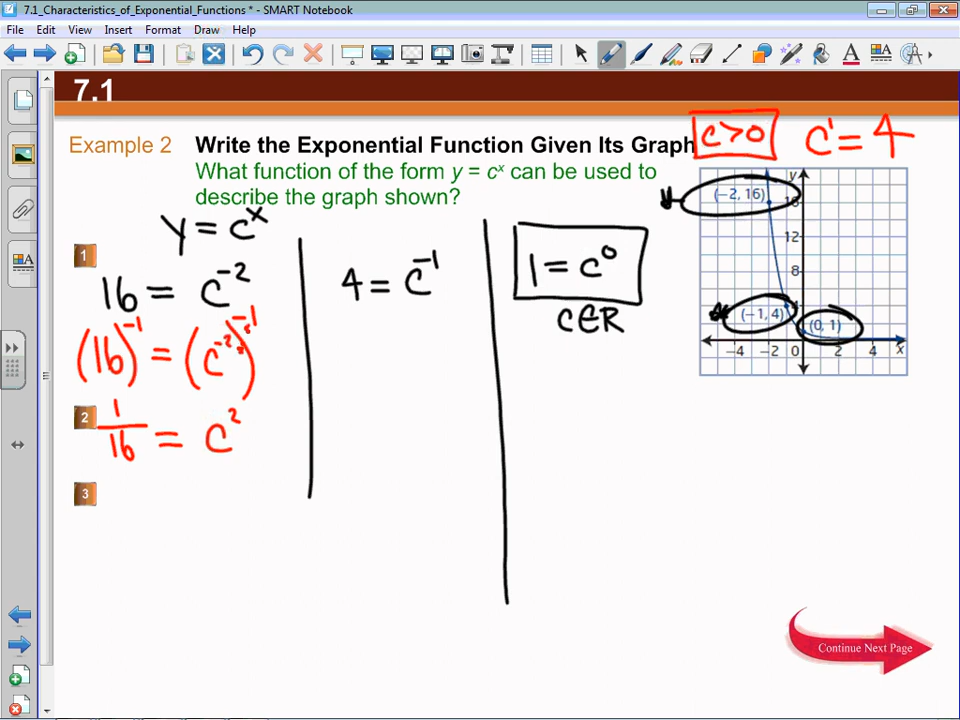 7.1_Characteristics_of_Exponential_Functions * - SMART Notebook
File Edit View Insert Format Draw Help
7.1
Example 2 Write the Exponential Function Given Its Graph
c>0 c¹ = 4
What function of the form y = cˣ can be used to
describe the graph shown?
y = cˣ
1
16 = c⁻²
(16)⁻¹ = (c⁻²)⁻¹
2
1/16 = c²
3
4 = c⁻¹
1 = c⁰
c∈R
y
(−2, 16)
16
12
8
4
(−1, 4)
(0, 1)
−4 −2 0 2 4 x
Continue Next Page